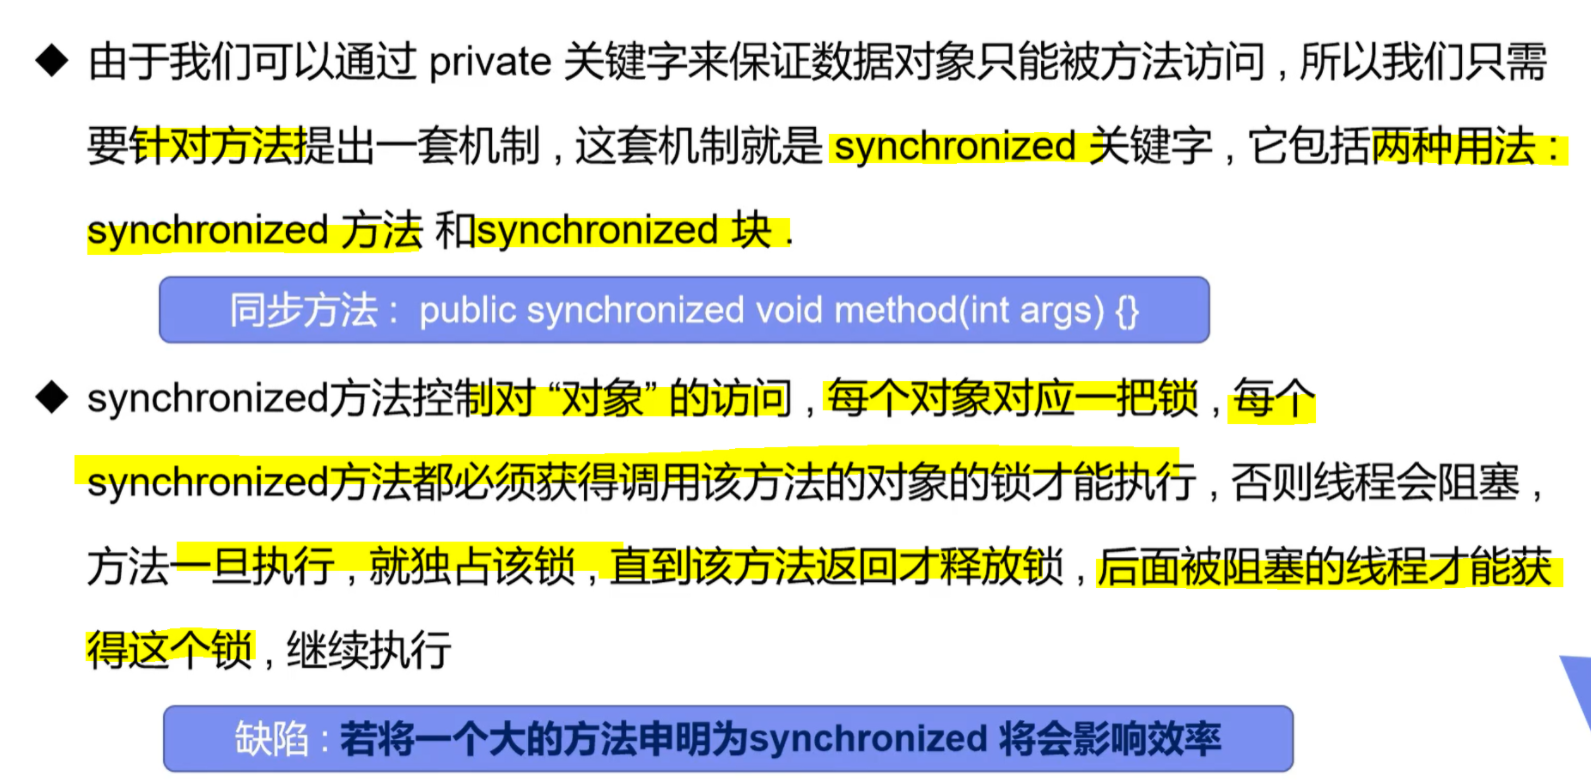 ◆ 由于我们可以通过 private 关键字来保证数据对象只能被方法访问 , 所以我们只需
要针对方法提出一套机制 , 这套机制就是 synchronized 关键字 , 它包括两种用法 :
synchronized 方法 和synchronized 块 .
同步方法 : public synchronized void method(int args) {}
◆ synchronized方法控制对 “对象” 的访问 , 每个对象对应一把锁 , 每个
synchronized方法都必须获得调用该方法的对象的锁才能执行 , 否则线程会阻塞 ,
方法一旦执行 , 就独占该锁 , 直到该方法返回才释放锁 , 后面被阻塞的线程才能获
得这个锁 , 继续执行
缺陷 : 若将一个大的方法申明为synchronized 将会影响效率